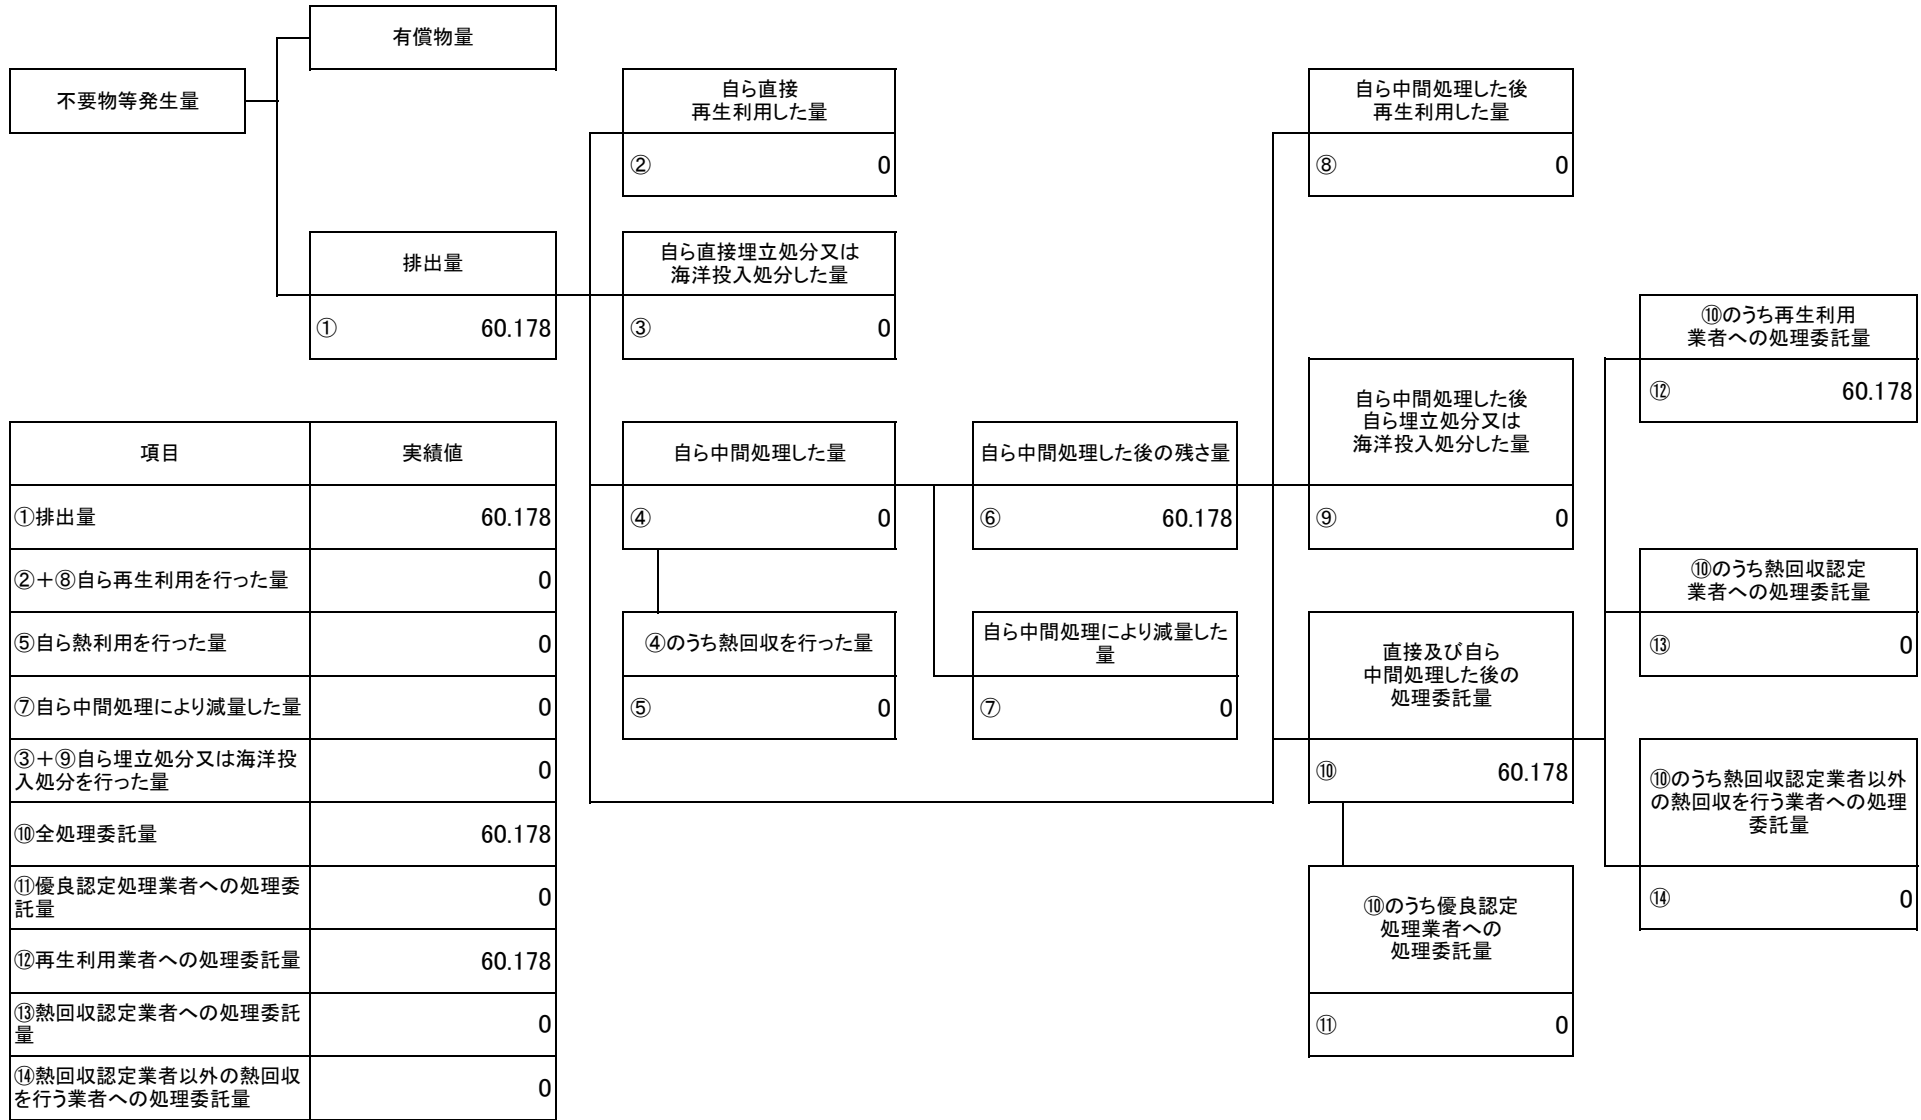 有償物量
不要物等発生量
自ら直接
再生利用した量
②　0
自ら中間処理した後
再生利用した量
⑧　0
排出量
①　60.178
自ら直接埋立処分又は
海洋投入処分した量
③　0
⑩のうち再生利用
業者への処理委託量
⑫　60.178
自ら中間処理した量
④　0
自ら中間処理した後の残さ量
⑥　60.178
自ら中間処理した後
自ら埋立処分又は
海洋投入処分した量
⑨　0
⑩のうち熱回収認定
業者への処理委託量
⑬　0
④のうち熱回収を行った量
⑤　0
自ら中間処理により減量した
量
⑦　0
直接及び自ら
中間処理した後の
処理委託量
⑩　60.178
⑩のうち熱回収認定業者以外
の熱回収を行う業者への処理
委託量
⑭　0
⑩のうち優良認定
処理業者への
処理委託量
⑪　0
項目　実績値
①排出量　60.178
②＋⑧自ら再生利用を行った量　0
⑤自ら熱利用を行った量　0
⑦自ら中間処理により減量した量　0
③＋⑨自ら埋立処分又は海洋投
入処分を行った量　0
⑩全処理委託量　60.178
⑪優良認定処理業者への処理委
託量　0
⑫再生利用業者への処理委託量　60.178
⑬熱回収認定業者への処理委託
量　0
⑭熱回収認定業者以外の熱回収
を行う業者への処理委託量　0